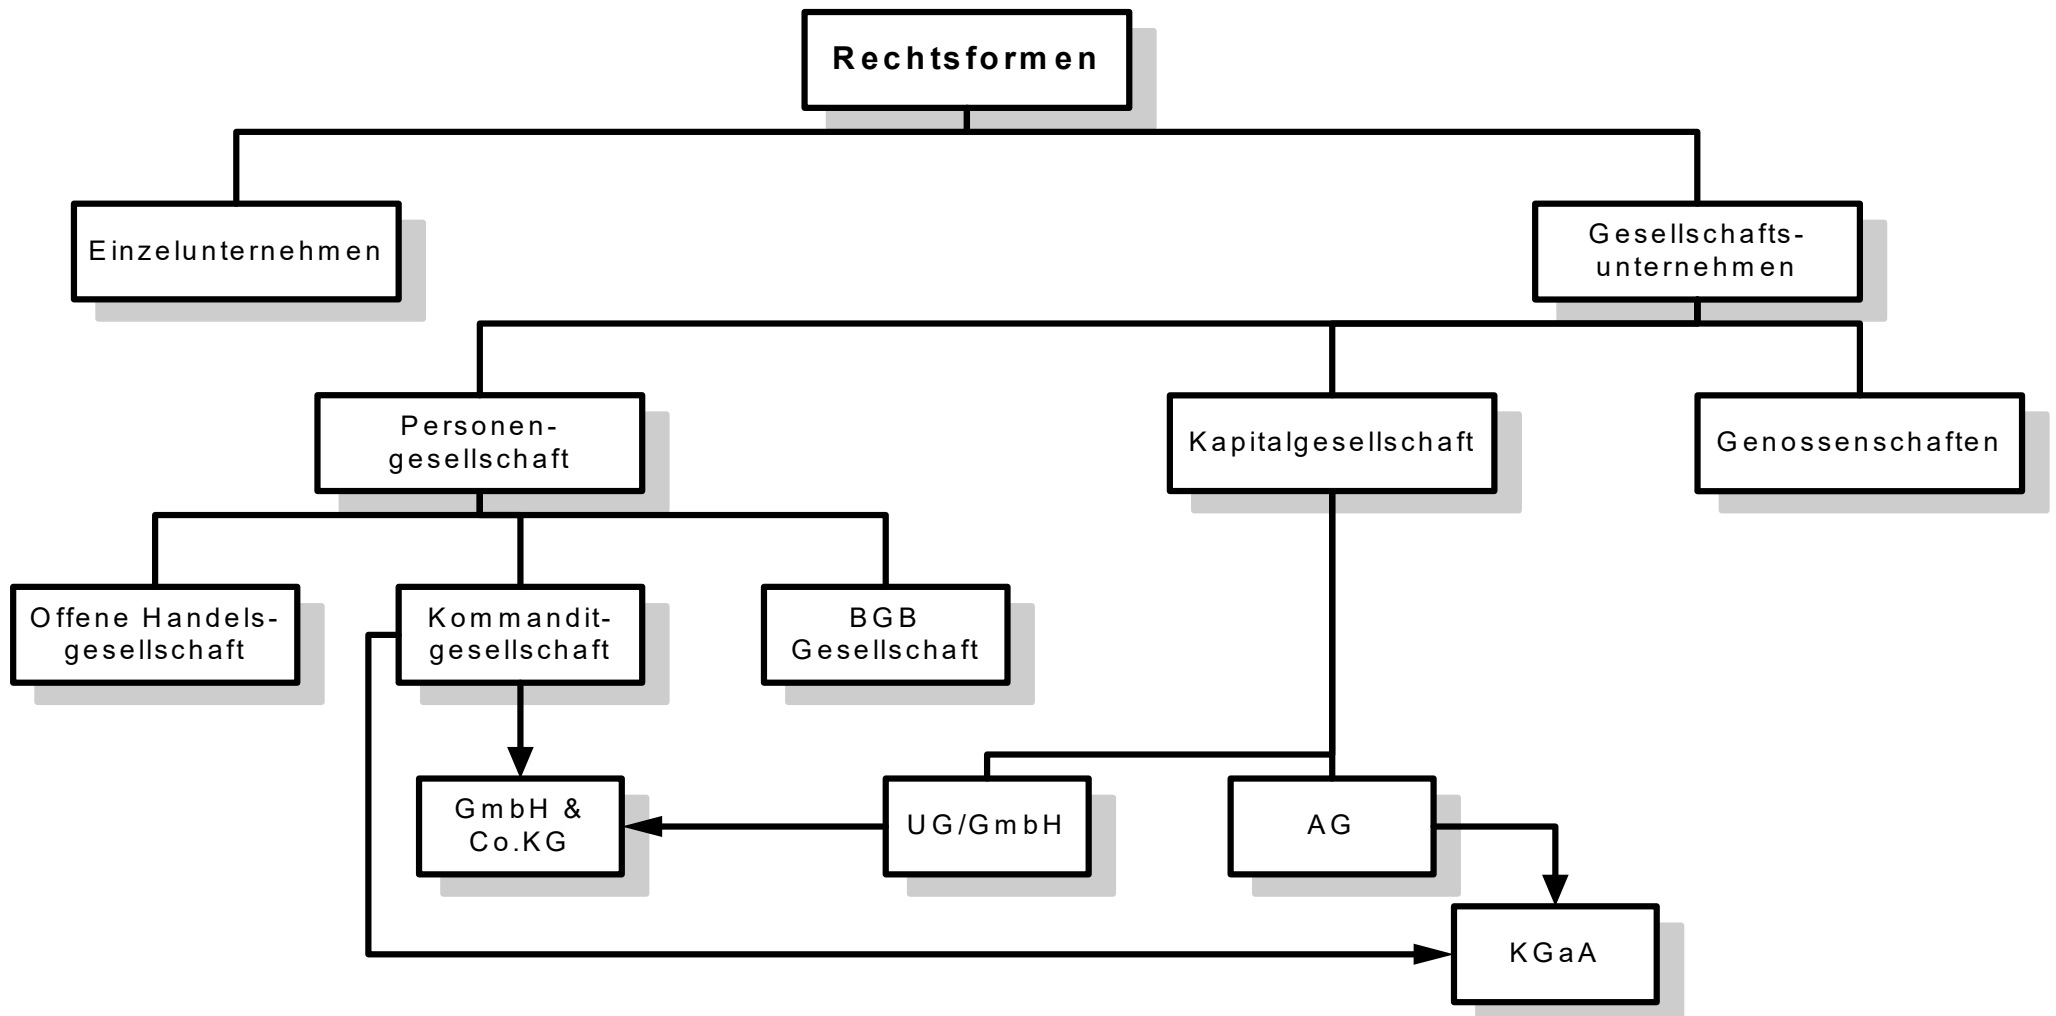 Rechtsformen
Einzelunternehmen
Gesellschafts-
unternehmen
Personen-
gesellschaft
Kapitalgesellschaft
Genossenschaften
Offene Handels-
gesellschaft
Kommandit-
gesellschaft
BGB
Gesellschaft
GmbH &
Co.KG
UG/GmbH
AG
KGaA